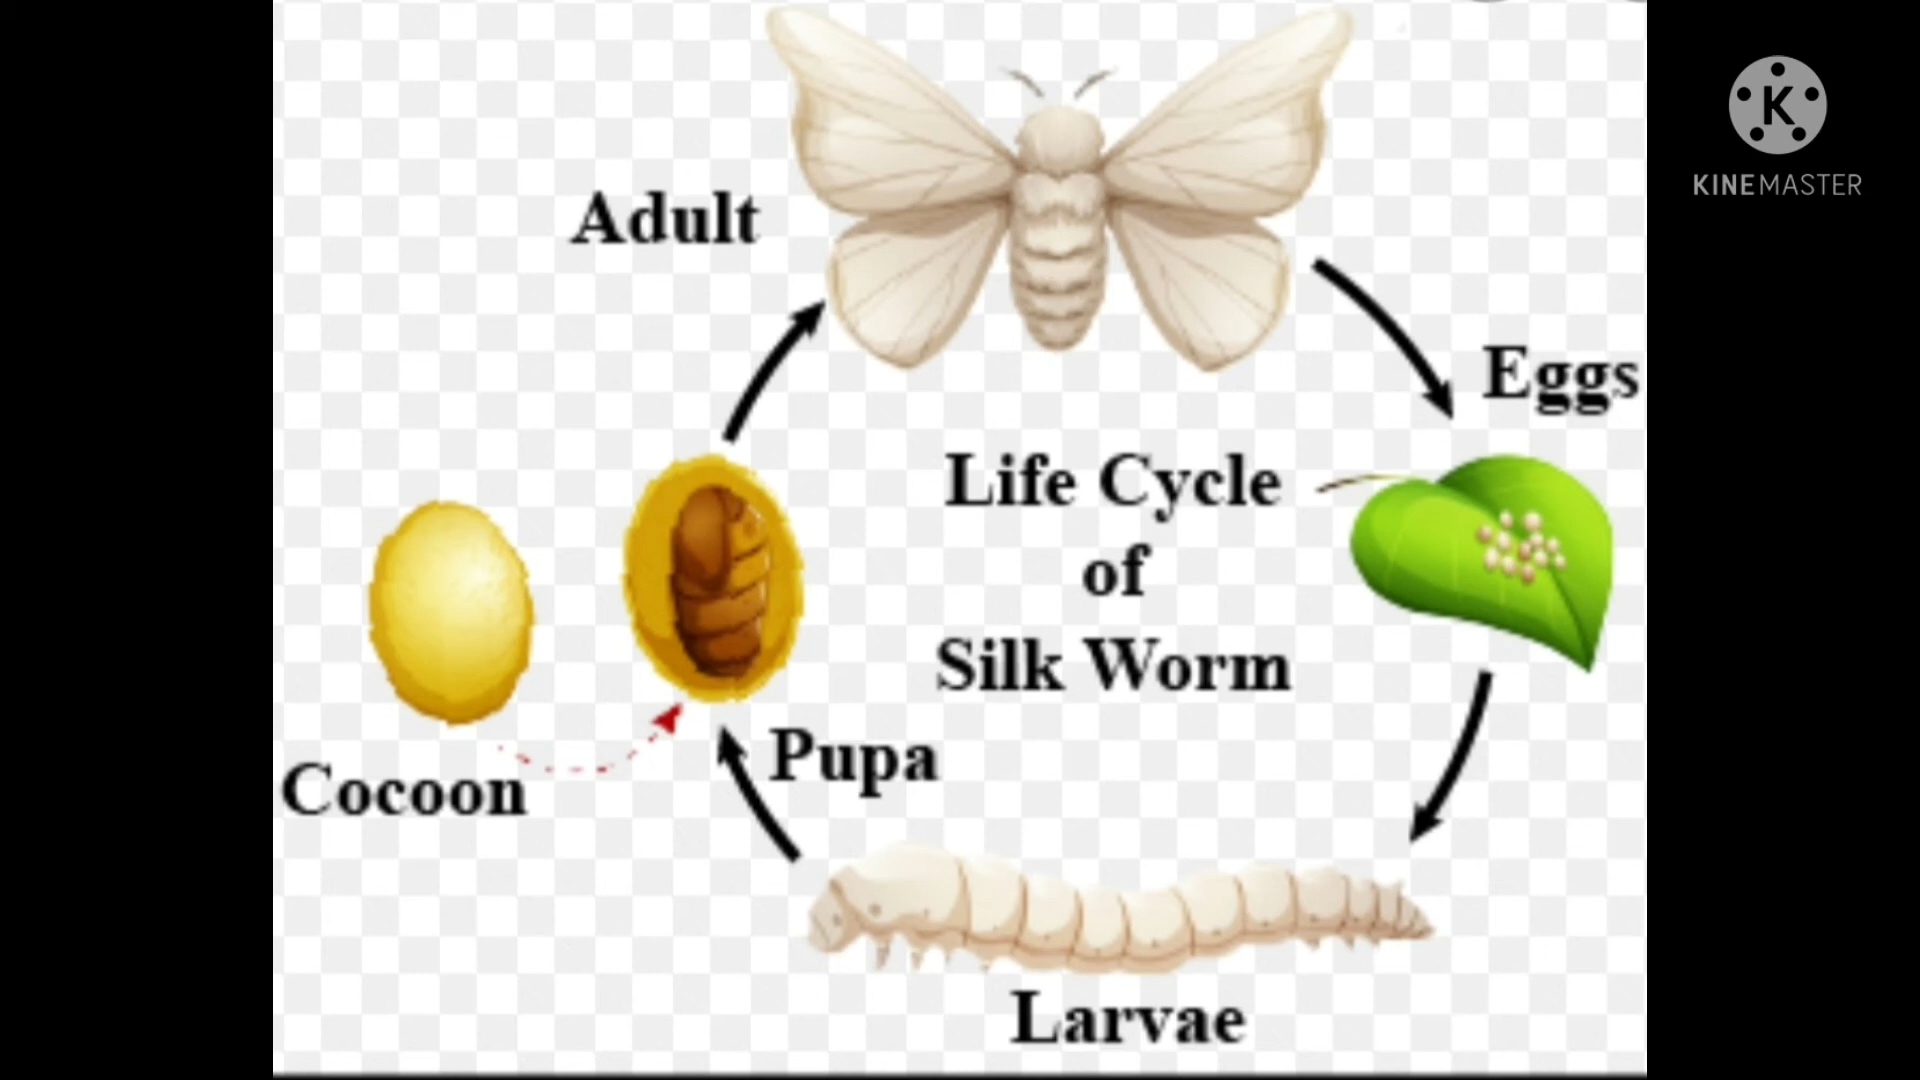 KINEMASTER
Adult
Eggs
Life Cycle
of
Silk Worm
Pupa
Cocoon
Larvae